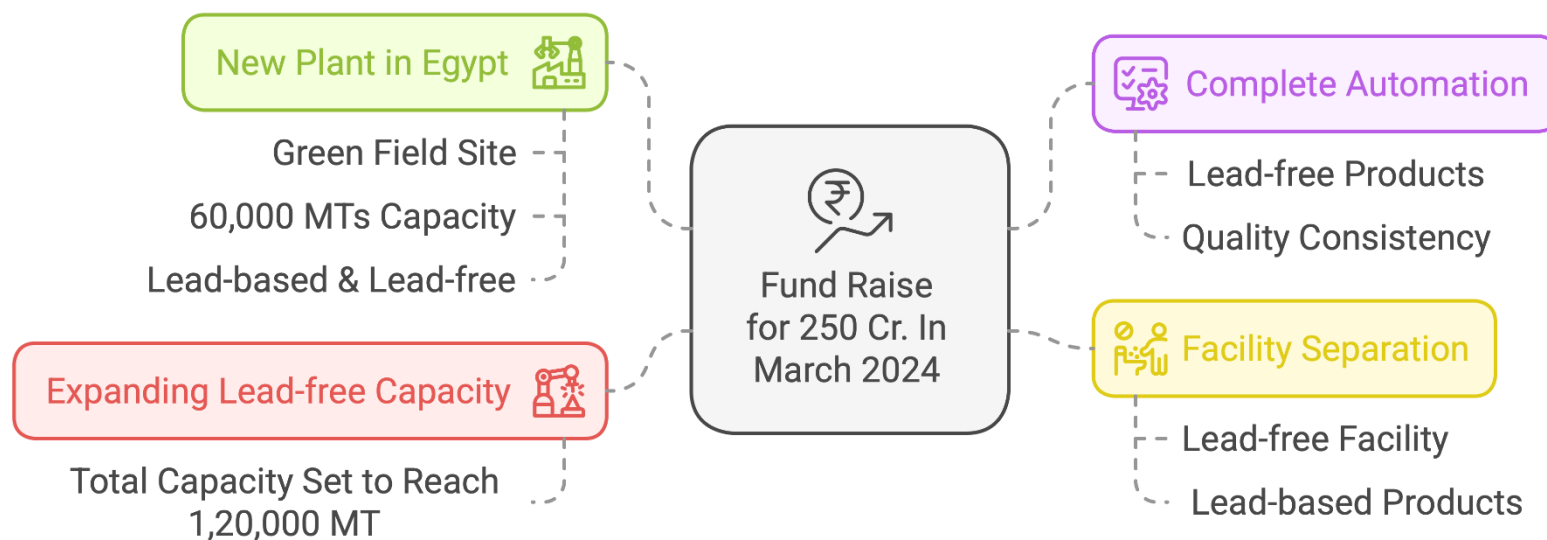 New Plant in Egypt
Green Field Site
60,000 MTs Capacity
Lead-based & Lead-free
Expanding Lead-free Capacity
Total Capacity Set to Reach
1,20,000 MT
₹
Fund Raise
for 250 Cr. In
March 2024
Complete Automation
Lead-free Products
Quality Consistency
Facility Separation
Lead-free Facility
Lead-based Products